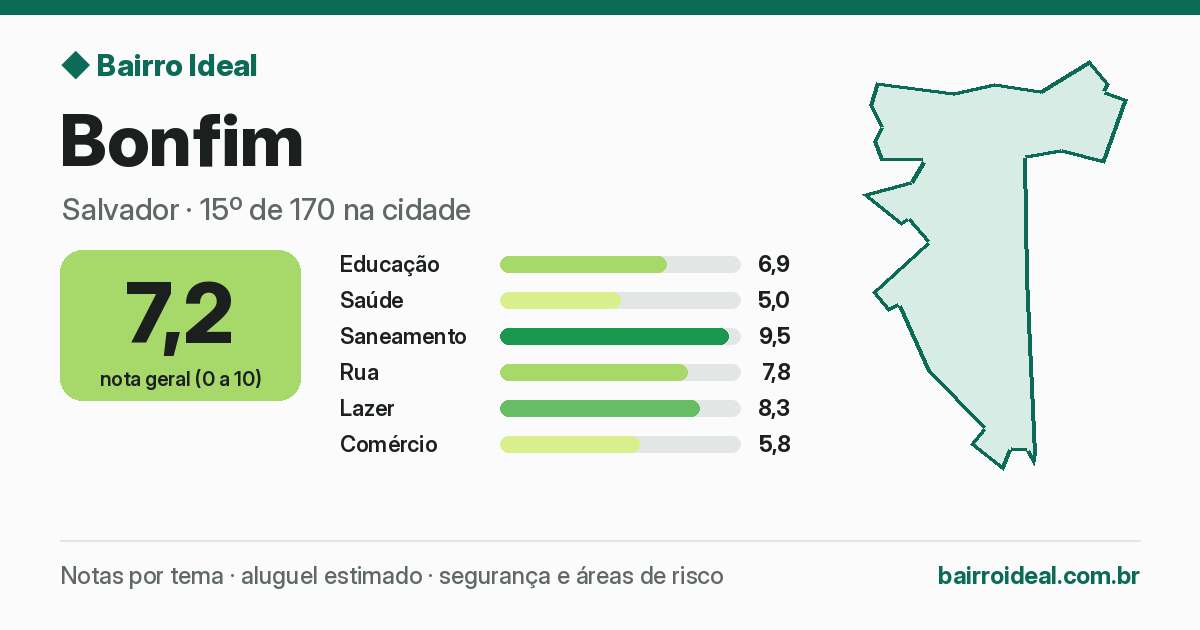 Bairro Ideal
Bonfim
Salvador · 15º de 170 na cidade
7,2
nota geral (0 a 10)
Educação 6,9
Saúde 5,0
Saneamento 9,5
Rua 7,8
Lazer 8,3
Comércio 5,8
Notas por tema · aluguel estimado · segurança e áreas de risco
bairroideal.com.br